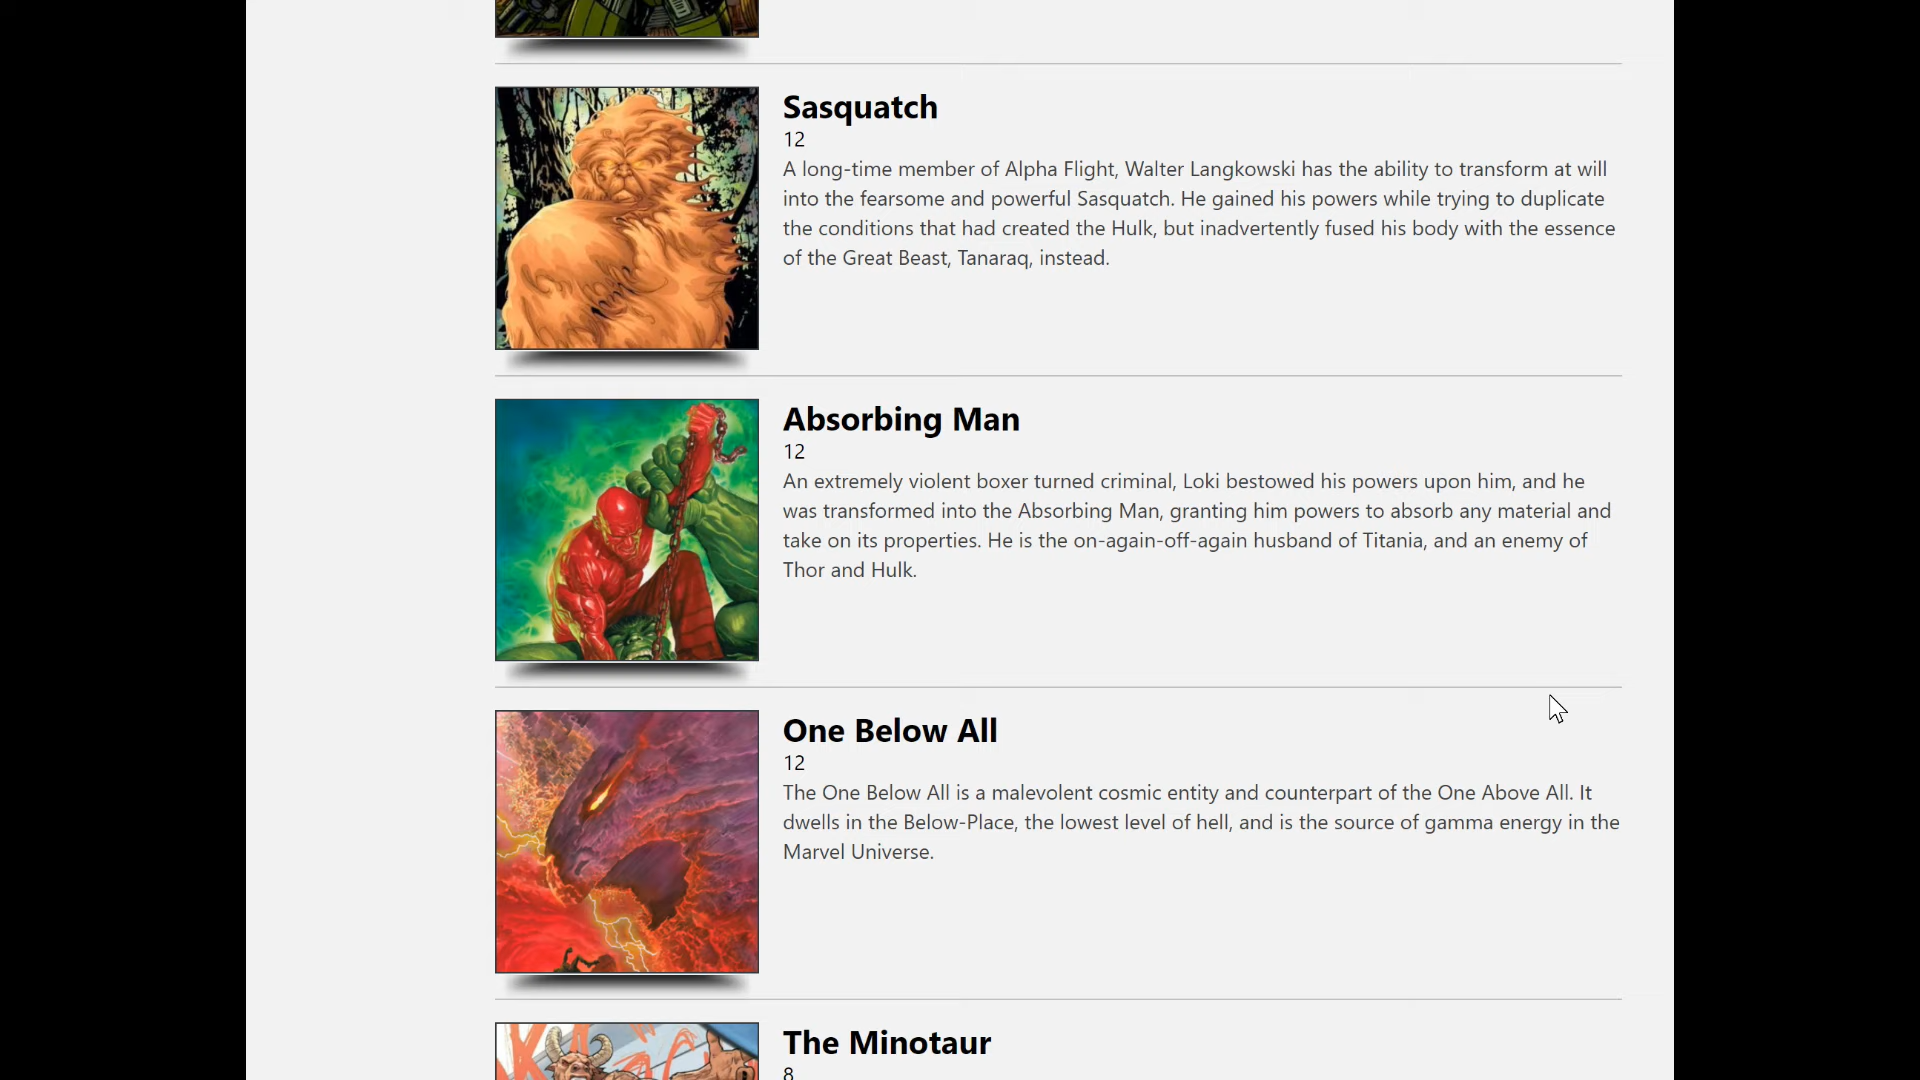 Sasquatch
12
A long-time member of Alpha Flight, Walter Langkowski has the ability to transform at will
into the fearsome and powerful Sasquatch. He gained his powers while trying to duplicate
the conditions that had created the Hulk, but inadvertently fused his body with the essence
of the Great Beast, Tanaraq, instead.
Absorbing Man
12
An extremely violent boxer turned criminal, Loki bestowed his powers upon him, and he
was transformed into the Absorbing Man, granting him powers to absorb any material and
take on its properties. He is the on-again-off-again husband of Titania, and an enemy of
Thor and Hulk.
One Below All
12
The One Below All is a malevolent cosmic entity and counterpart of the One Above All. It
dwells in the Below-Place, the lowest level of hell, and is the source of gamma energy in the
Marvel Universe.
The Minotaur
8